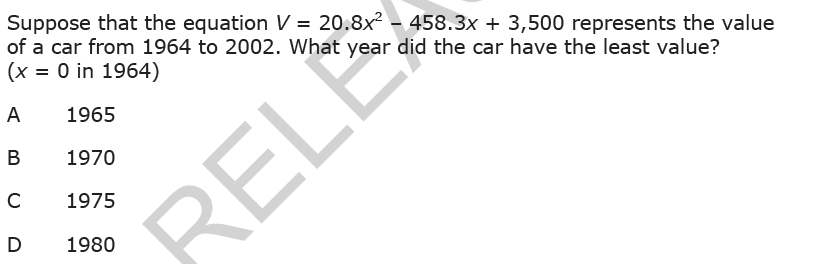 Suppose that the equation V = 20.8x² – 458.3x + 3,500 represents the value
of a car from 1964 to 2002. What year did the car have the least value?
(x = 0 in 1964)
A 1965
B 1970
C 1975
D 1980
RELEA